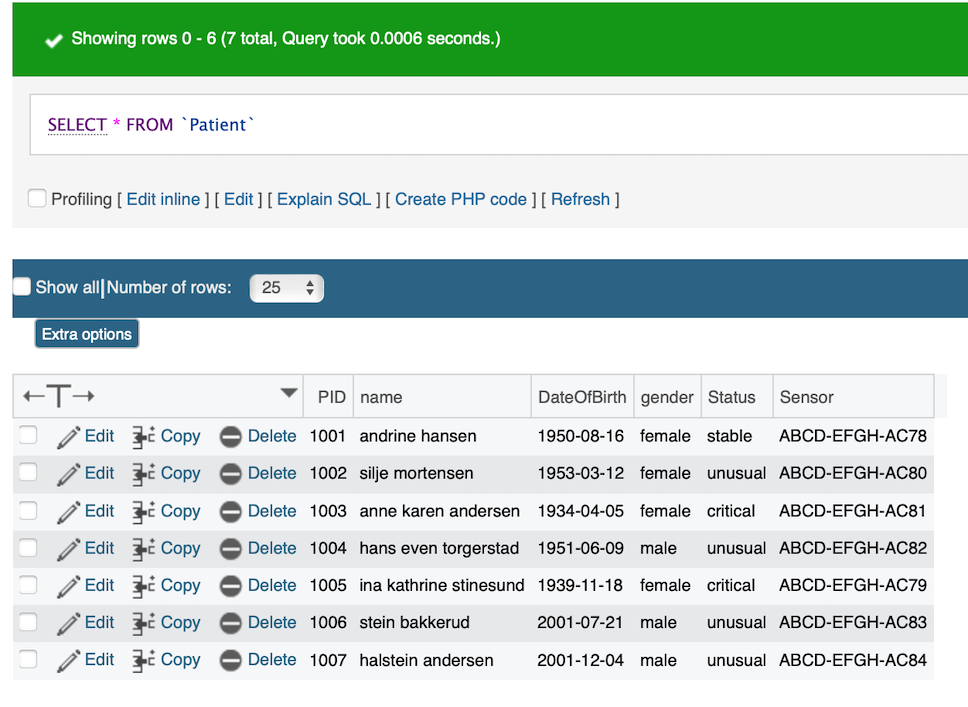 Showing rows 0 - 6 (7 total, Query took 0.0006 seconds.)
SELECT * FROM `Patient`
Profiling [ Edit inline ] [ Edit ] [ Explain SQL ] [ Create PHP code ] [ Refresh ]
Show all | Number of rows: 25
Extra options
PID name DateOfBirth gender Status Sensor
Edit Copy Delete 1001 andrine hansen 1950-08-16 female stable ABCD-EFGH-AC78
Edit Copy Delete 1002 silje mortensen 1953-03-12 female unusual ABCD-EFGH-AC80
Edit Copy Delete 1003 anne karen andersen 1934-04-05 female critical ABCD-EFGH-AC81
Edit Copy Delete 1004 hans even torgerstad 1951-06-09 male unusual ABCD-EFGH-AC82
Edit Copy Delete 1005 ina kathrine stinesund 1939-11-18 female critical ABCD-EFGH-AC79
Edit Copy Delete 1006 stein bakkerud 2001-07-21 male unusual ABCD-EFGH-AC83
Edit Copy Delete 1007 halstein andersen 2001-12-04 male unusual ABCD-EFGH-AC84